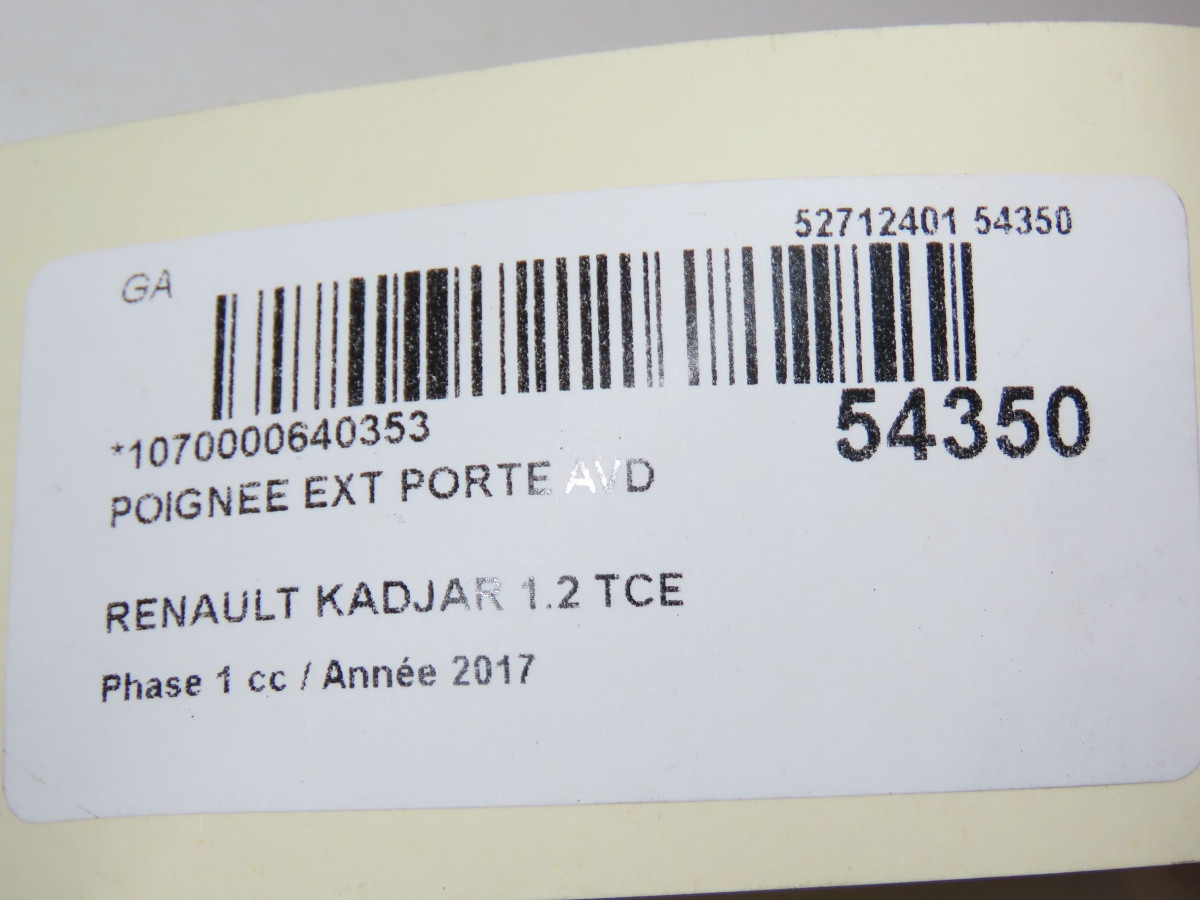 52712401 54350
GA
*1070000640353
54350
POIGNEE EXT PORTE AVD
RENAULT KADJAR 1.2 TCE
Phase 1 cc / Année 2017